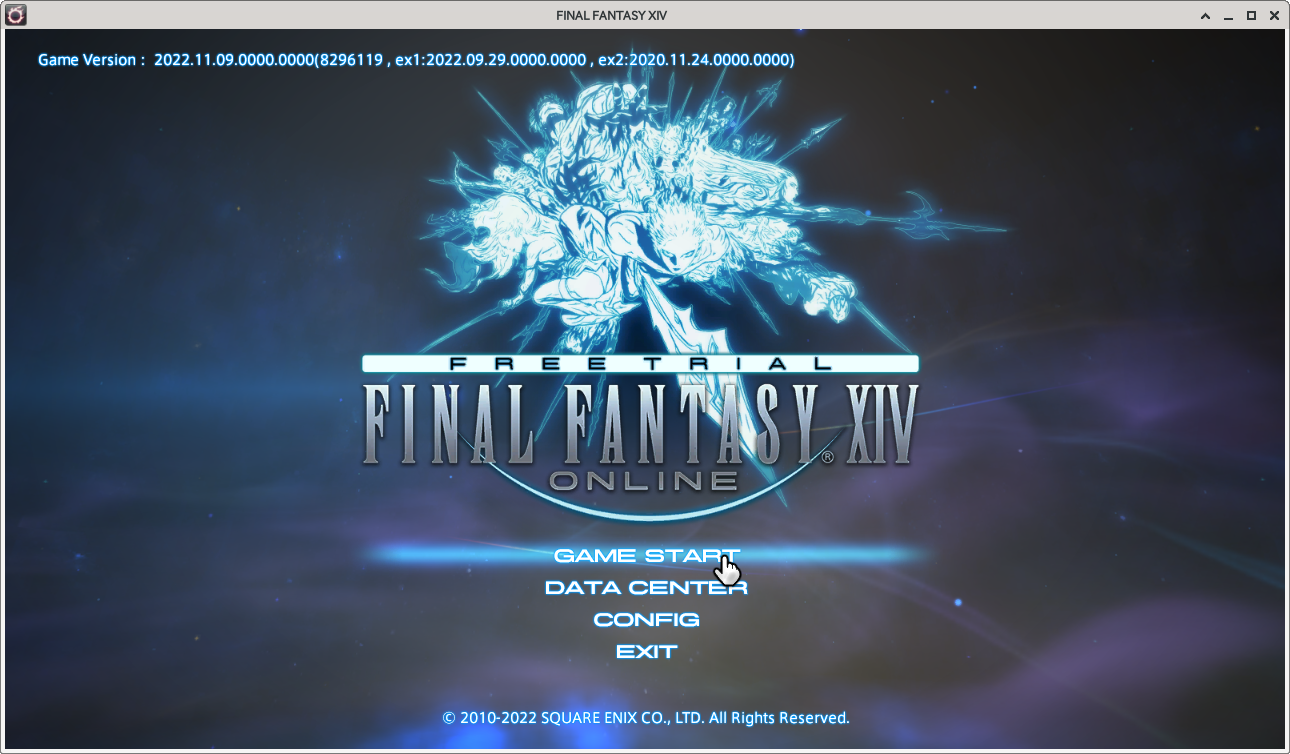 FINAL FANTASY XIV
Game Version : 2022.11.09.0000.0000(8296119 , ex1:2022.09.29.0000.0000 , ex2:2020.11.24.0000.0000)
FREE TRIAL
FINAL FANTASY XIV
®
ONLINE
GAME START
DATA CENTER
CONFIG
EXIT
© 2010-2022 SQUARE ENIX CO., LTD. All Rights Reserved.